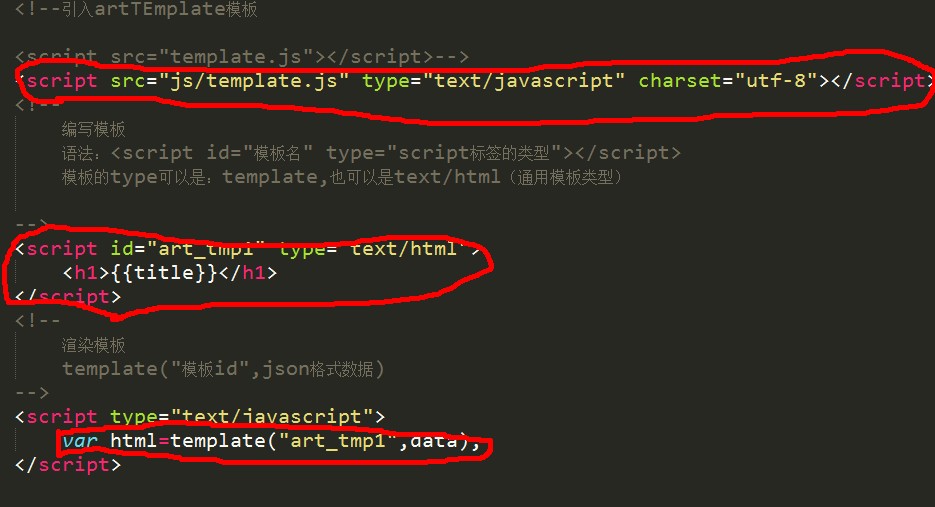 <!--引入artTEmplate模板
<script src="template.js"></script>-->
<script src="js/template.js" type="text/javascript" charset="utf-8"></script>
<!--
编写模板
语法：<script id="模板名" type="script标签的类型"></script>
模板的type可以是：template,也可以是text/html（通用模板类型）
-->
<script id="art_tmp1" type="text/html">
<h1>{{title}}</h1>
</script>
<!--
渲染模板
template("模板id",json格式数据)
-->
<script type="text/javascript">
var html=template("art_tmp1",data);
</script>